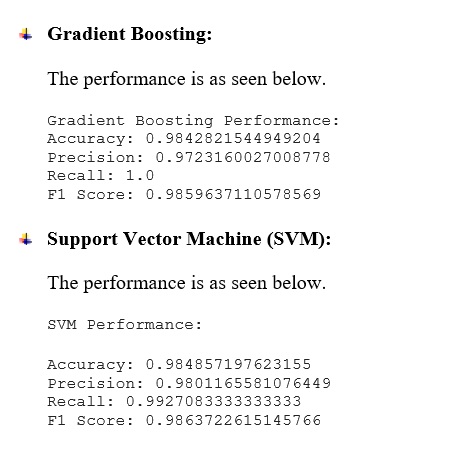 Gradient Boosting:
The performance is as seen below.
Gradient Boosting Performance:
Accuracy: 0.9842821544949204
Precision: 0.9723160027008778
Recall: 1.0
F1 Score: 0.9859637110578569
Support Vector Machine (SVM):
The performance is as seen below.
SVM Performance:
Accuracy: 0.984857197623155
Precision: 0.9801165581076449
Recall: 0.9927083333333333
F1 Score: 0.9863722615145766